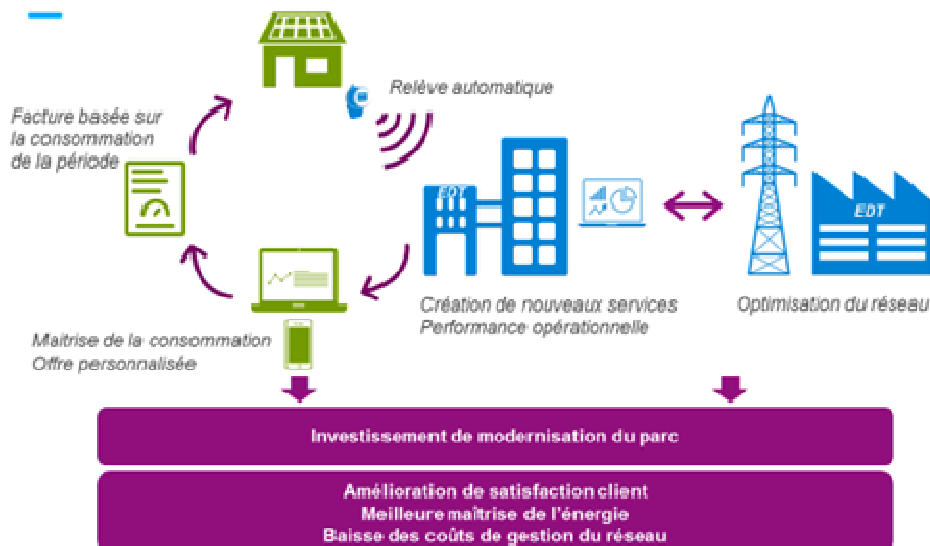 Relève automatique
Facture basée sur
la consommation
de la période
EDT
EDT
Création de nouveaux services
Performance opérationnelle
Optimisation du réseau
Maîtrise de la consommation
Offre personnalisée
Investissement de modernisation du parc
Amélioration de satisfaction client
Meilleure maîtrise de l'énergie
Baisse des coûts de gestion du réseau